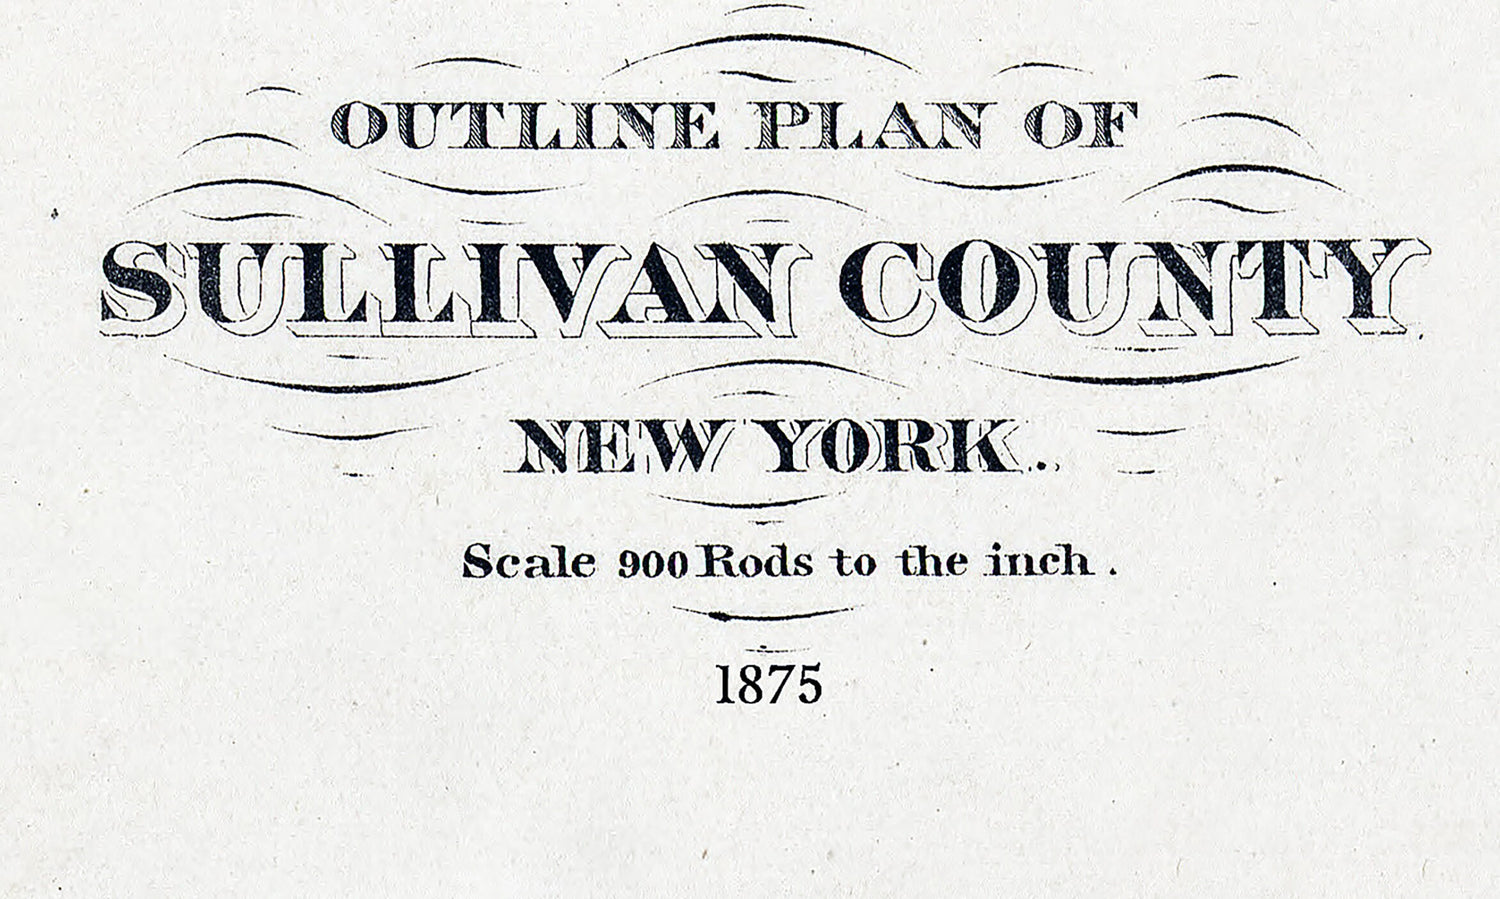 OUTLINE PLAN OF
SULLIVAN COUNTY
NEW YORK.
Scale 900 Rods to the inch.
1875